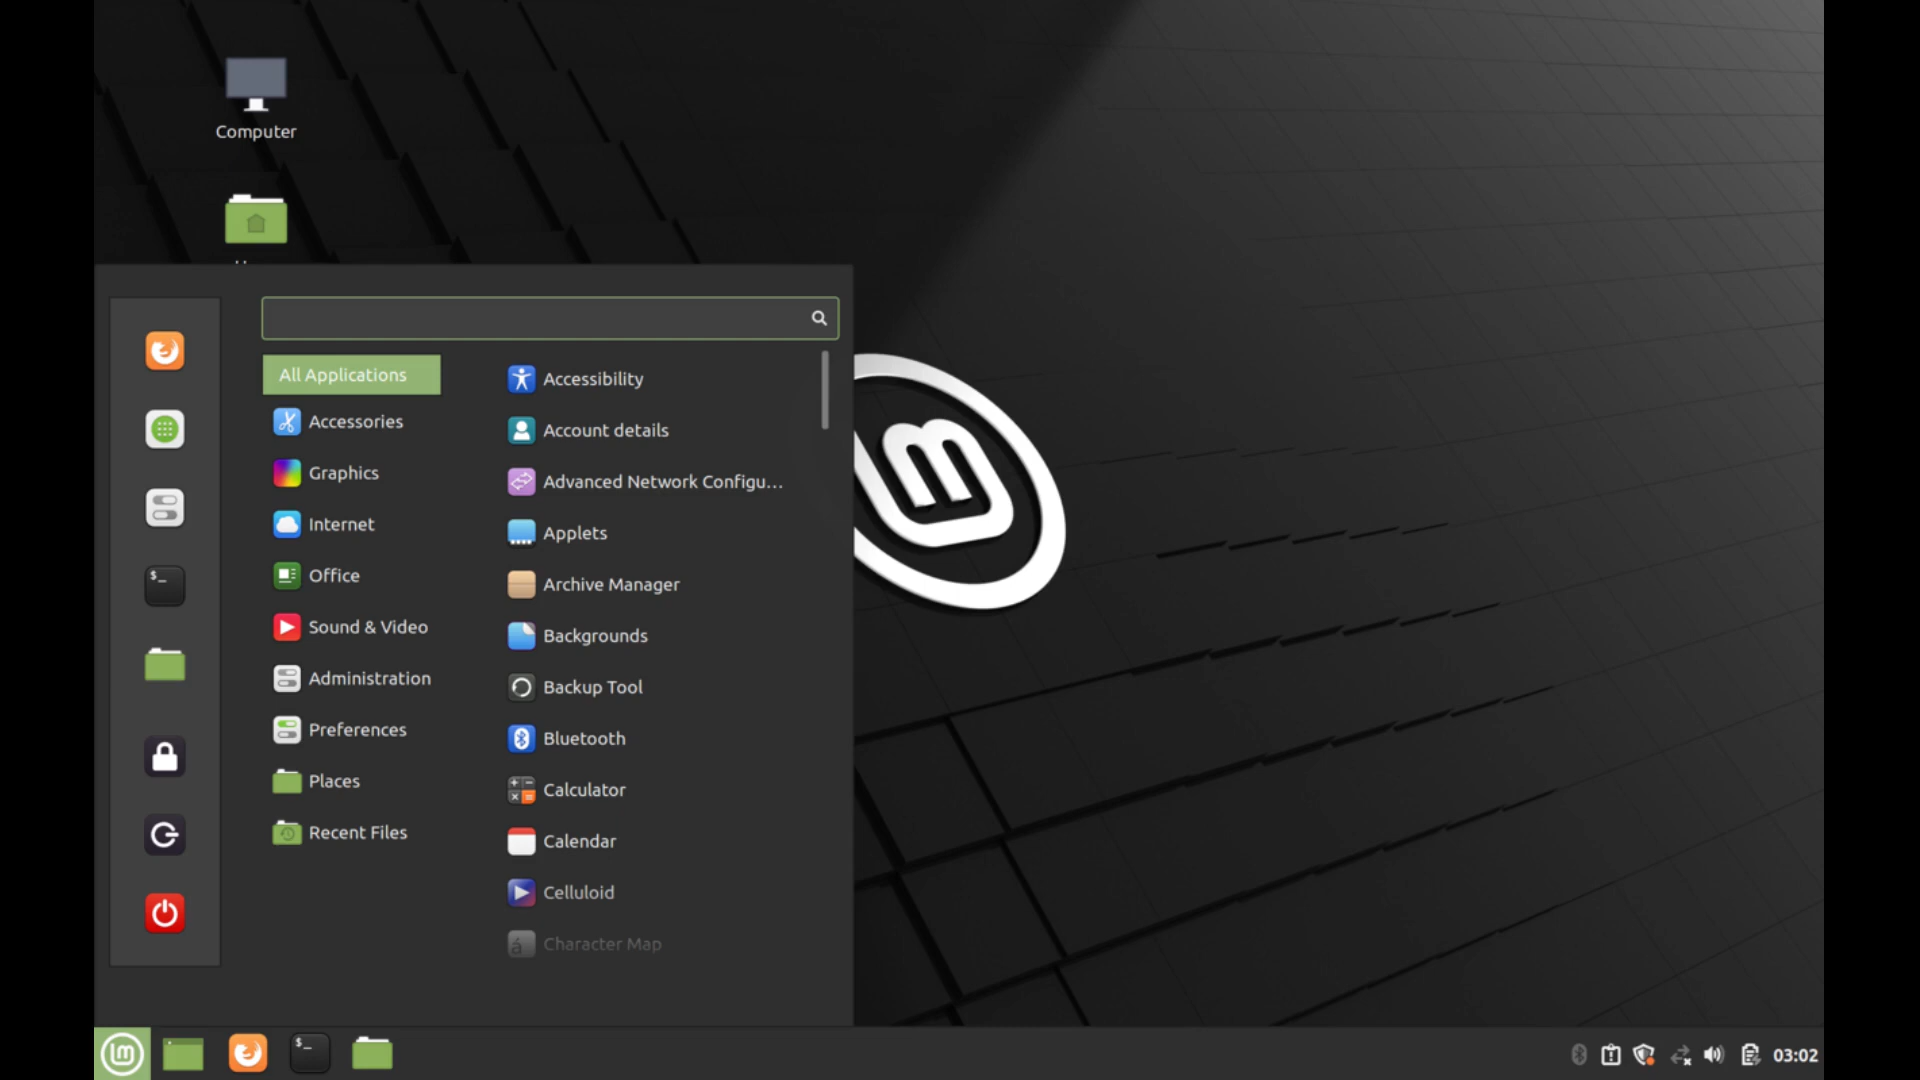 Computer
All Applications
Accessories
Graphics
Internet
Office
Sound & Video
Administration
Preferences
Places
Recent Files
Accessibility
Account details
Advanced Network Configu...
Applets
Archive Manager
Backgrounds
Backup Tool
Bluetooth
Calculator
Calendar
Celluloid
Character Map
03:02